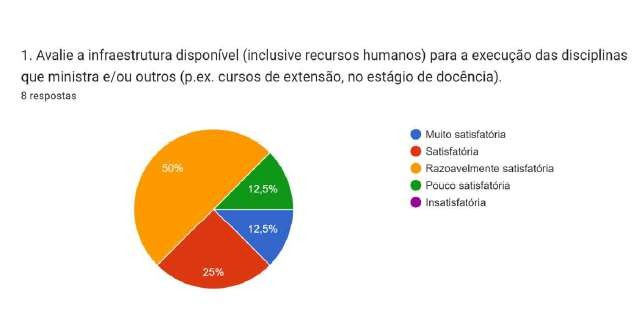 1. Avalie a infraestrutura disponível (inclusive recursos humanos) para a execução das disciplinas
que ministra e/ou outros (p.ex. cursos de extensão, no estágio de docência).
8 respostas
Muito satisfatória
Satisfatória
Razoavelmente satisfatória
Pouco satisfatória
Insatisfatória
50%
12,5%
12,5%
25%